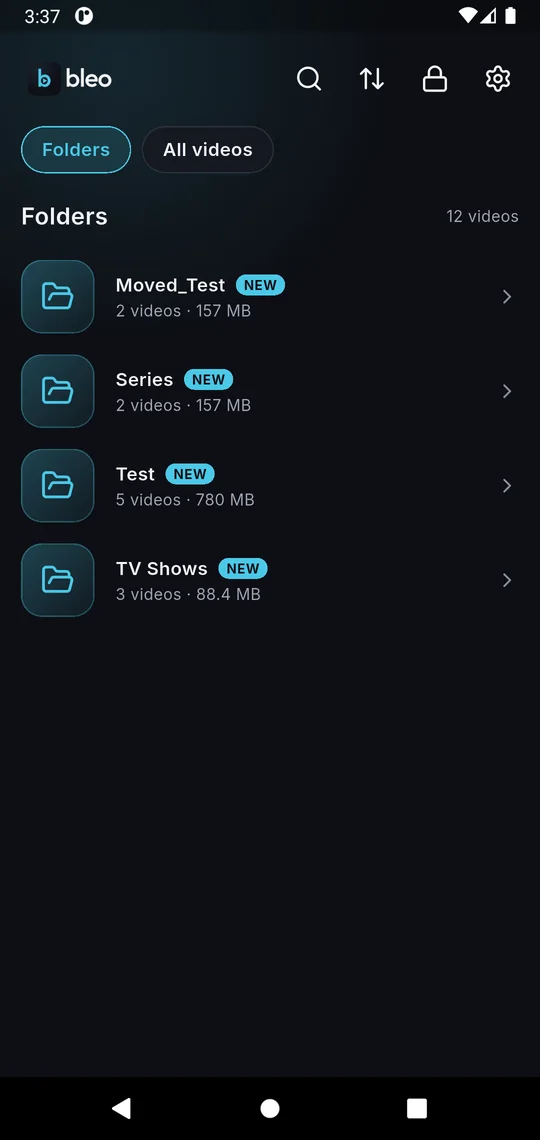 3:37
b bleo
Folders All videos
Folders 12 videos
Moved_Test NEW
2 videos · 157 MB
Series NEW
2 videos · 157 MB
Test NEW
5 videos · 780 MB
TV Shows NEW
3 videos · 88.4 MB